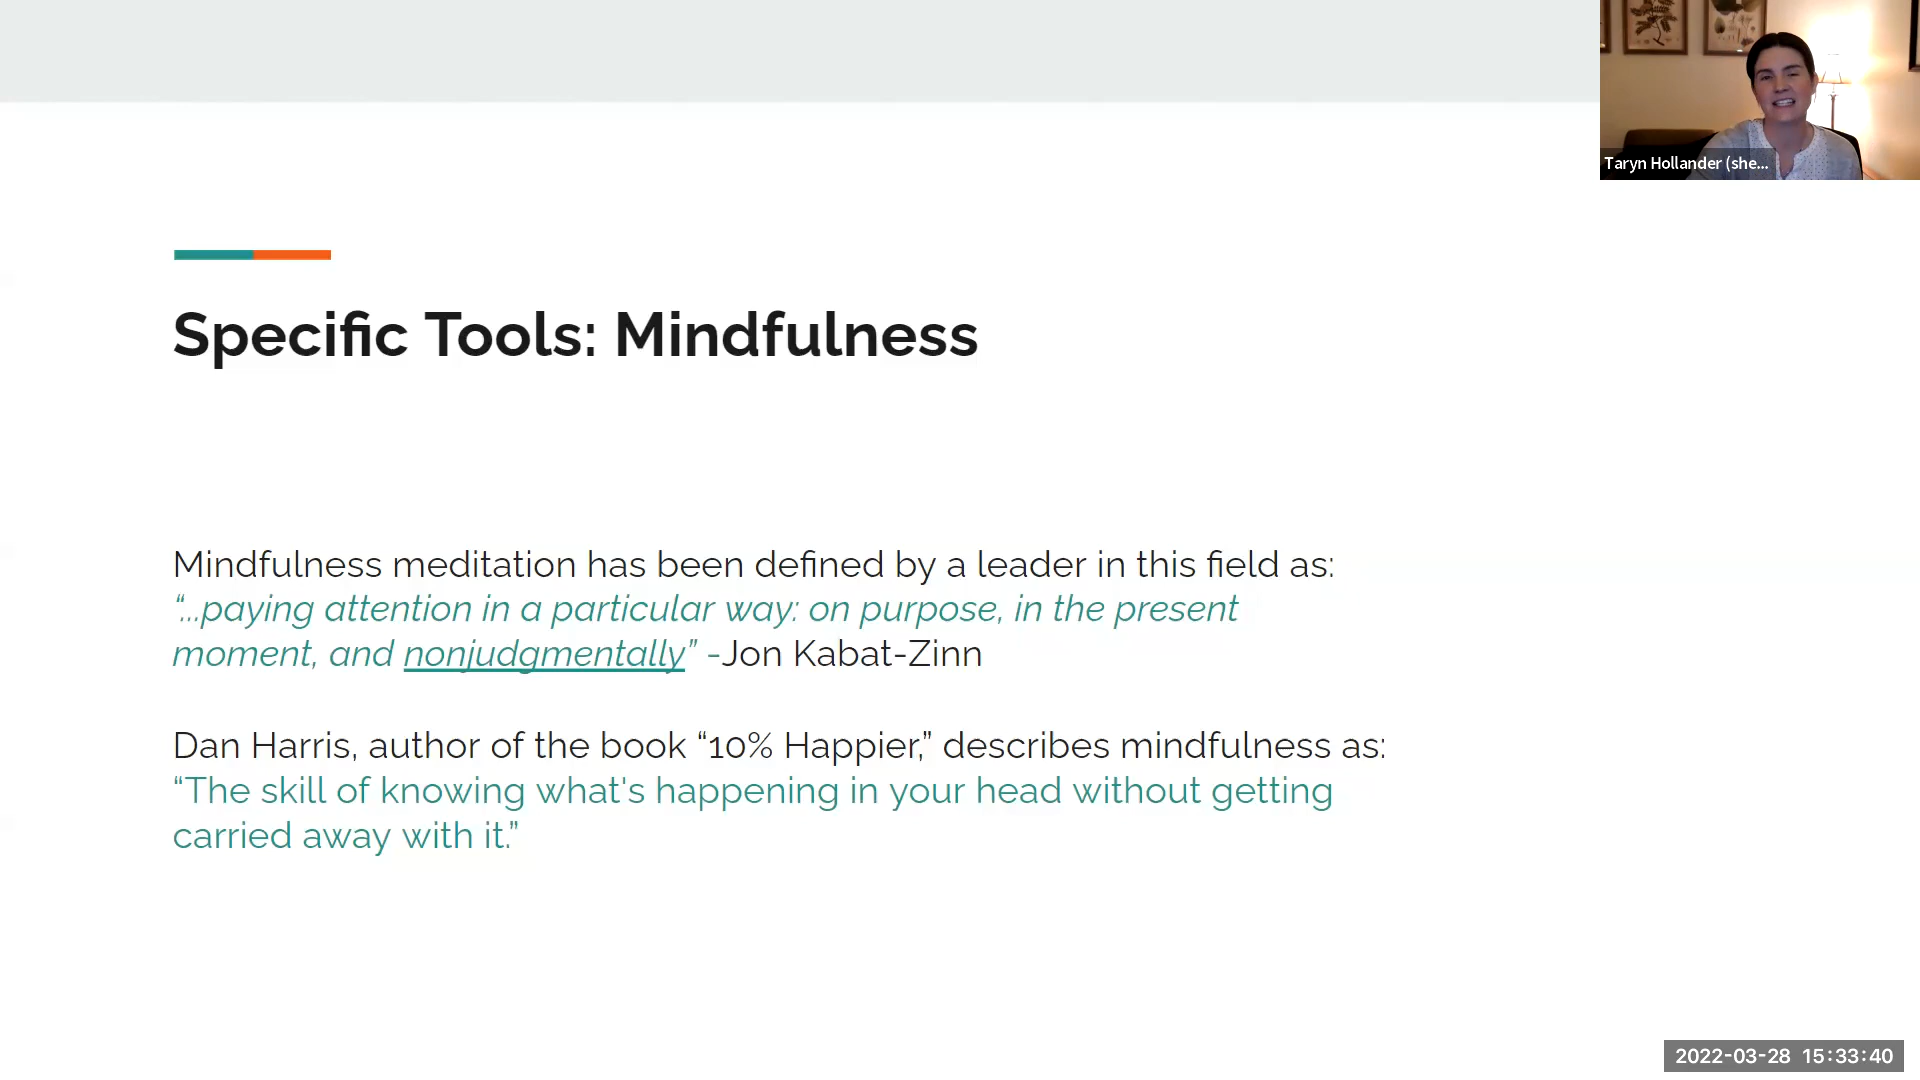 Taryn Hollander (she...
Specific Tools: Mindfulness
Mindfulness meditation has been defined by a leader in this field as:
“...paying attention in a particular way: on purpose, in the present
moment, and nonjudgmentally” -Jon Kabat-Zinn
Dan Harris, author of the book “10% Happier,” describes mindfulness as:
“The skill of knowing what's happening in your head without getting
carried away with it.”
2022-03-28 15:33:40